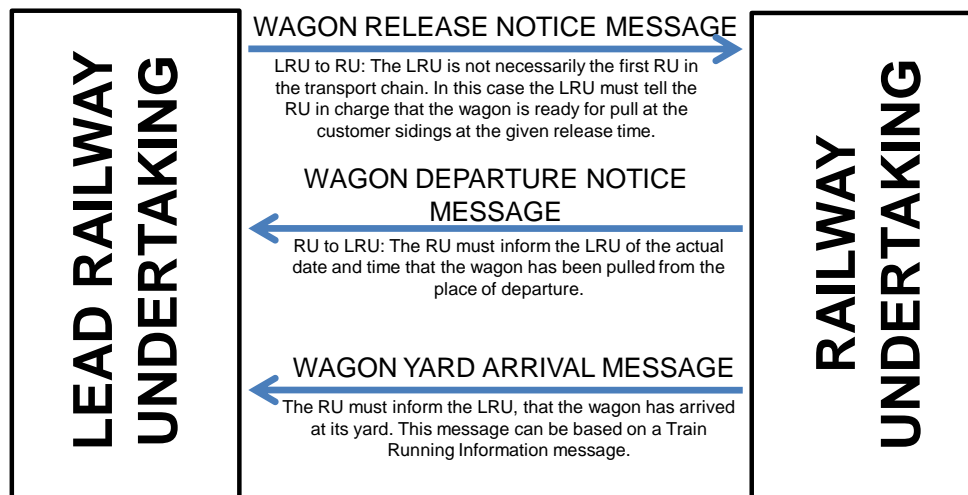 LEAD RAILWAY
UNDERTAKING
WAGON RELEASE NOTICE MESSAGE
LRU to RU: The LRU is not necessarily the first RU in
the transport chain. In this case the LRU must tell the
RU in charge that the wagon is ready for pull at the
customer sidings at the given release time.
WAGON DEPARTURE NOTICE
MESSAGE
RU to LRU: The RU must inform the LRU of the actual
date and time that the wagon has been pulled from the
place of departure.
WAGON YARD ARRIVAL MESSAGE
The RU must inform the LRU, that the wagon has arrived
at its yard. This message can be based on a Train
Running Information message.
RAILWAY
UNDERTAKING